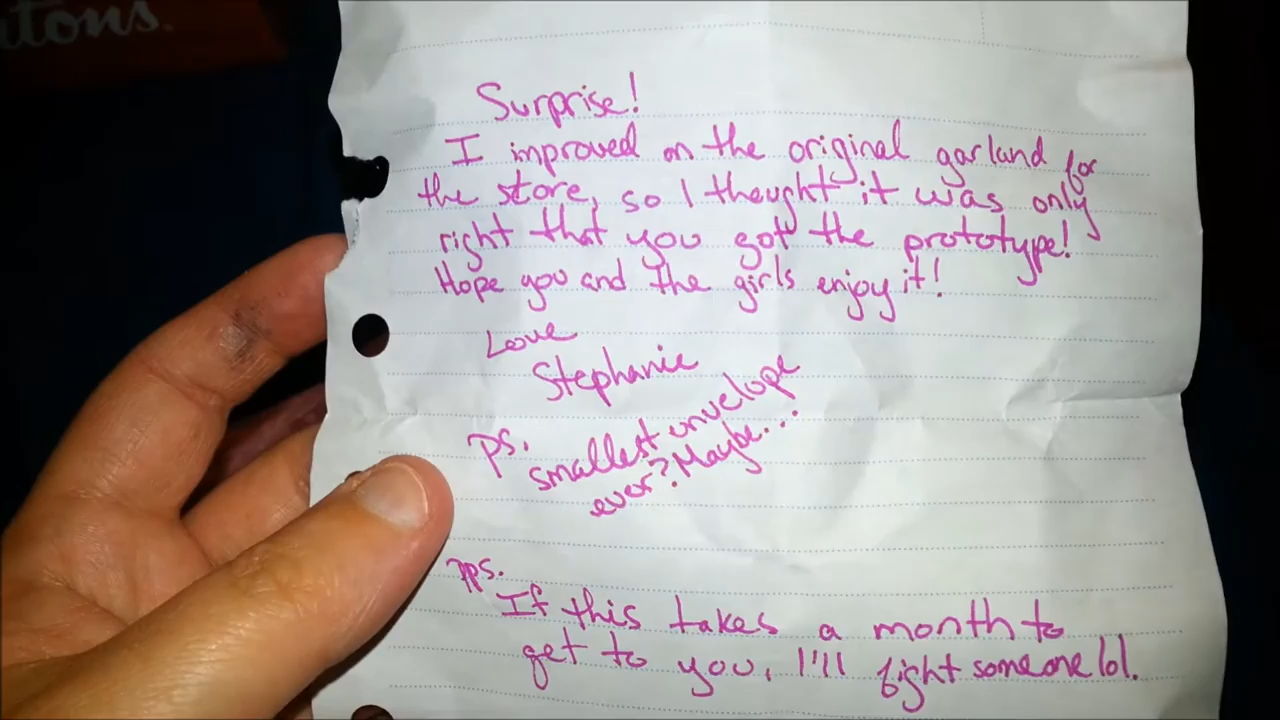 tons.
Surprise!
I improved on the original garland for
the store, so I thought it was only
right that you got the prototype!
Hope you and the girls enjoy it!
Love
Stephanie
ps.
smallest envelope
ever? Maybe...
pps.
If this takes a month to
get to you, I'll fight someone lol.